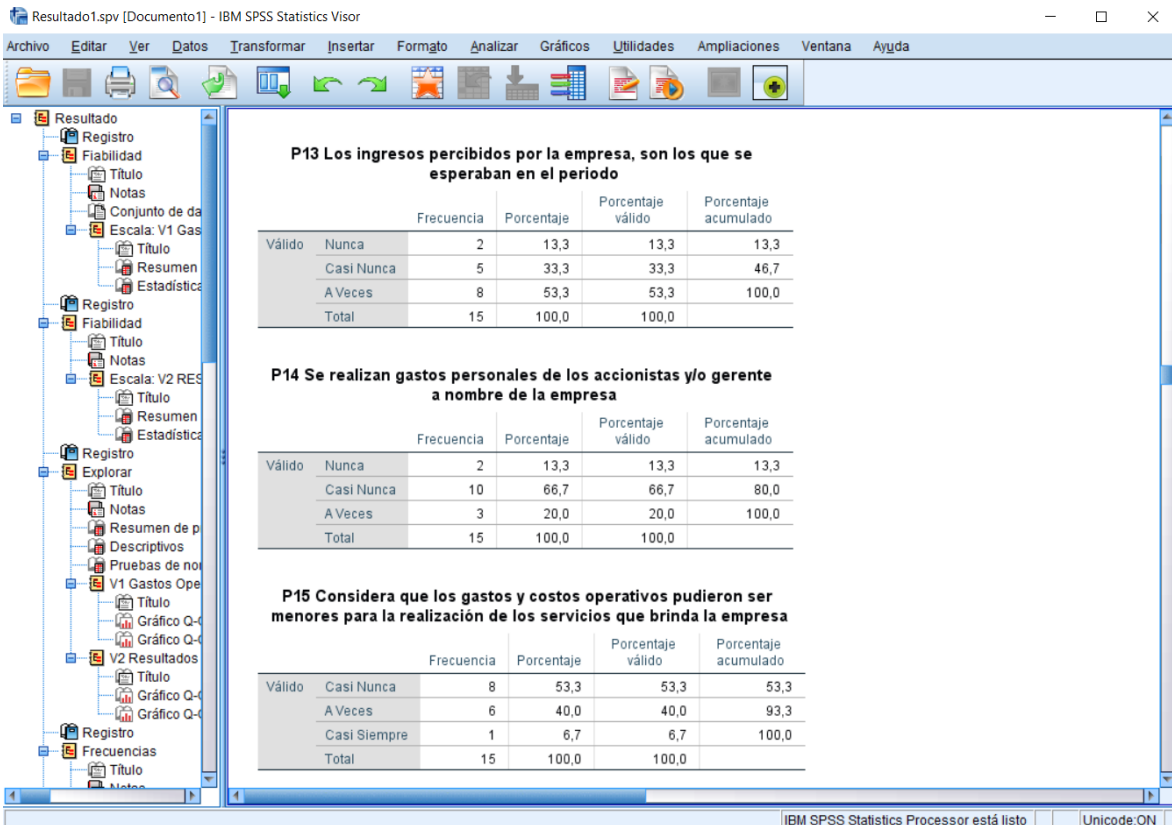 Resultado1.spv [Documento1] - IBM SPSS Statistics Visor
Archivo Editar Ver Datos Transformar Insertar Formato Analizar Gráficos Utilidades Ampliaciones Ventana Ayuda
Resultado
Registro
Fiabilidad
Título
Notas
Conjunto de da
Escala: V1 Gas
Título
Resumen
Estadística
Registro
Fiabilidad
Título
Notas
Escala: V2 RES
Título
Resumen
Estadística
Registro
Explorar
Título
Notas
Resumen de p
Descriptivos
Pruebas de nor
V1 Gastos Ope
Título
Gráfico Q-
Gráfico Q-
V2 Resultados
Título
Gráfico Q-
Gráfico Q-
Registro
Frecuencias
Título
Notas
P13 Los ingresos percibidos por la empresa, son los que se
esperaban en el periodo
Frecuencia Porcentaje Porcentaje válido Porcentaje acumulado
Válido Nunca 2 13,3 13,3 13,3
Casi Nunca 5 33,3 33,3 46,7
A Veces 8 53,3 53,3 100,0
Total 15 100,0 100,0
P14 Se realizan gastos personales de los accionistas y/o gerente
a nombre de la empresa
Frecuencia Porcentaje Porcentaje válido Porcentaje acumulado
Válido Nunca 2 13,3 13,3 13,3
Casi Nunca 10 66,7 66,7 80,0
A Veces 3 20,0 20,0 100,0
Total 15 100,0 100,0
P15 Considera que los gastos y costos operativos pudieron ser
menores para la realización de los servicios que brinda la empresa
Frecuencia Porcentaje Porcentaje válido Porcentaje acumulado
Válido Casi Nunca 8 53,3 53,3 53,3
A Veces 6 40,0 40,0 93,3
Casi Siempre 1 6,7 6,7 100,0
Total 15 100,0 100,0
IBM SPSS Statistics Processor está listo Unicode:ON